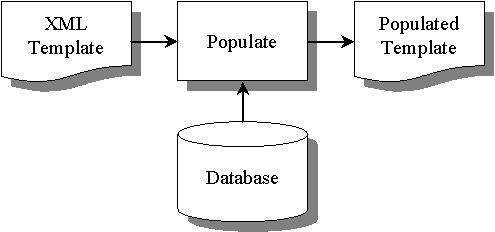 XML
Template
Populate
Populated
Template
Database